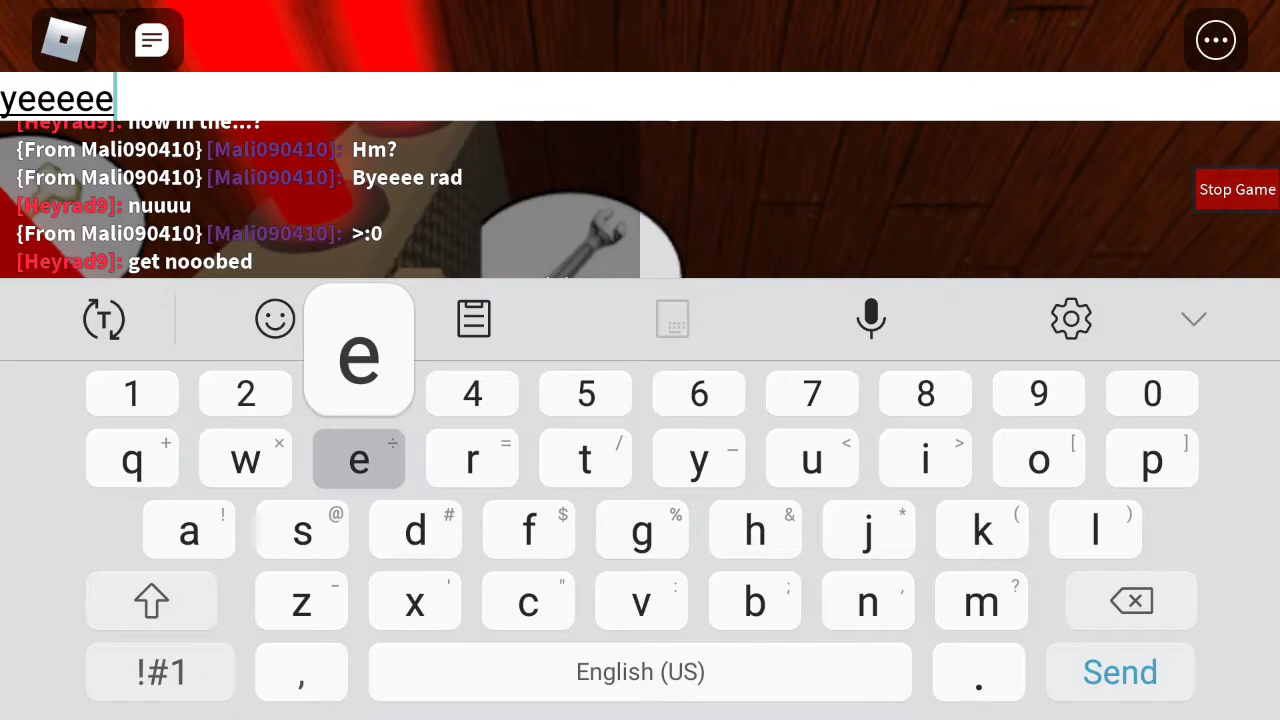 yeeeee
[Heyrad9]: how in the...?
{From Mali090410} [Mali090410]: Hm?
{From Mali090410} [Mali090410]: Byeeee rad
Stop Game
[Heyrad9]: nuuuu
{From Mali090410} [Mali090410]: >:0
[Heyrad9]: get nooobed
T
e
1 2 4 5 6 7 8 9 0
q + w × e ÷ r = t / y _ u < i > o [ p ]
a ! s @ d # f $ g % h & j * k ( l )
z - x ' c " v : b ; n , m ?
!#1 , English (US) . Send